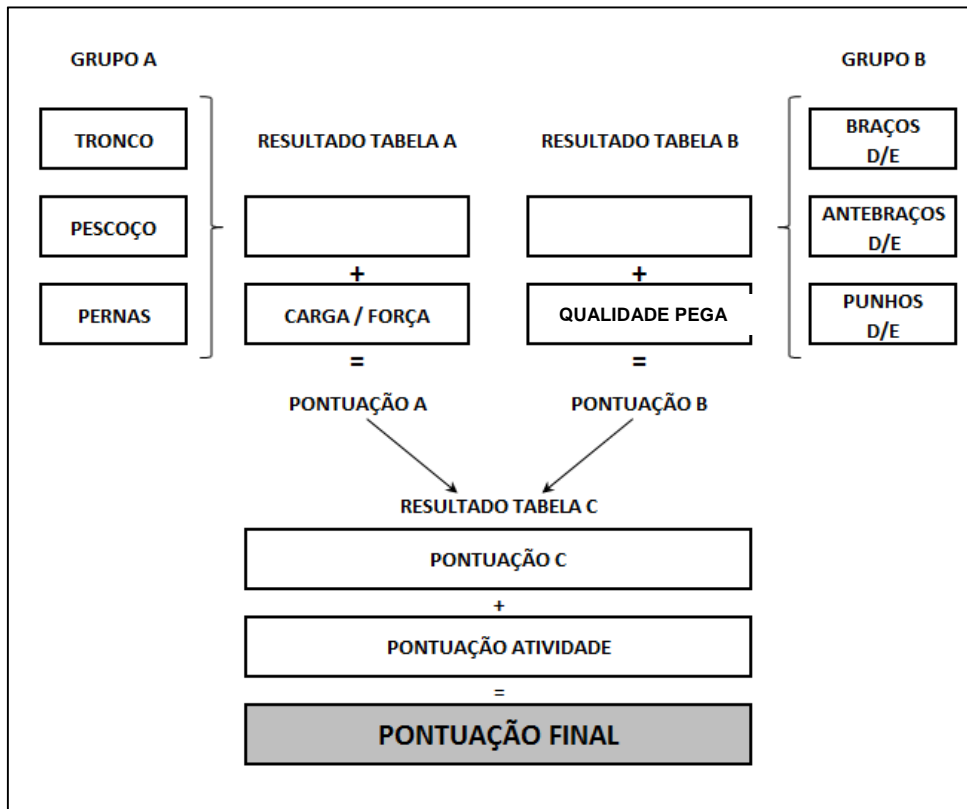 GRUPO A
GRUPO B
TRONCO
RESULTADO TABELA A
RESULTADO TABELA B
BRAÇOS
D/E
PESCOÇO
ANTEBRAÇOS
D/E
+
+
PERNAS
CARGA / FORÇA
QUALIDADE PEGA
PUNHOS
D/E
=
=
PONTUAÇÃO A
PONTUAÇÃO B
RESULTADO TABELA C
PONTUAÇÃO C
+
PONTUAÇÃO ATIVIDADE
=
PONTUAÇÃO FINAL